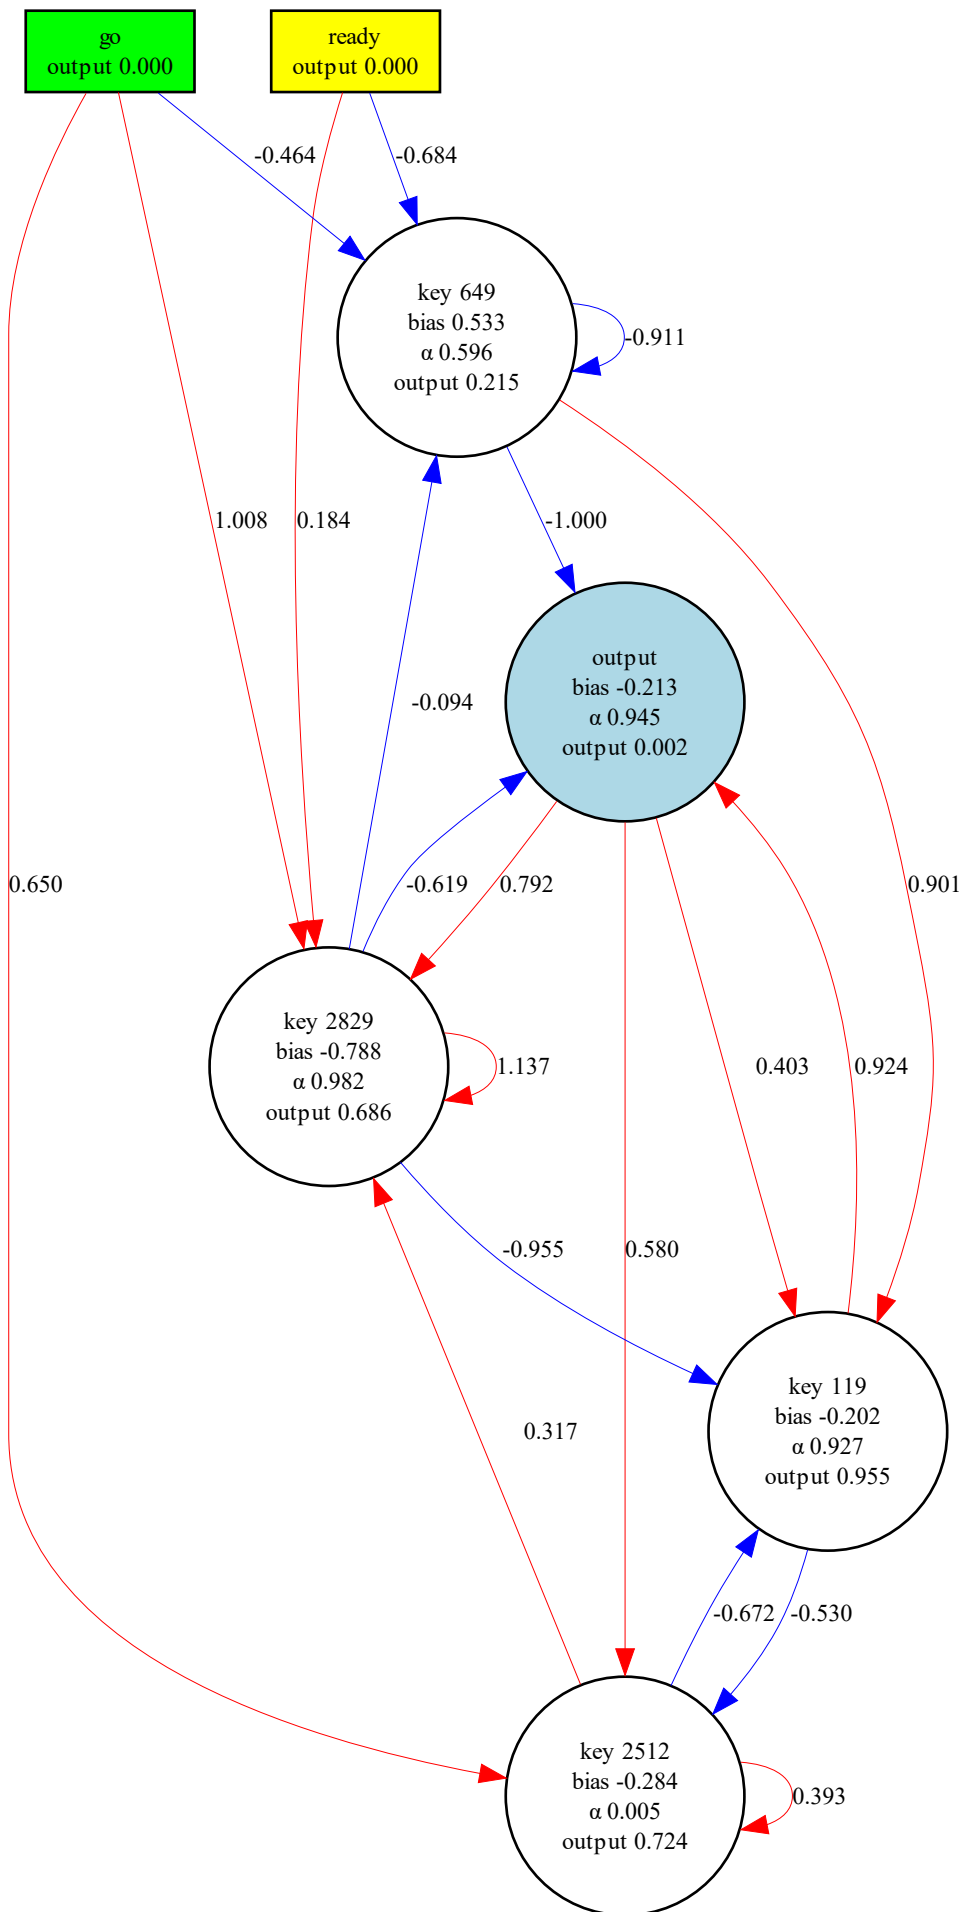 go
output 0.000
ready
output 0.000
-0.464
-0.684
key 649
bias 0.533
α 0.596
output 0.215
-0.911
1.008
0.184
-1.000
output
bias -0.213
α 0.945
output 0.002
-0.094
0.650
-0.619
0.792
0.901
key 2829
bias -0.788
α 0.982
output 0.686
1.137
0.403
0.924
-0.955
0.580
key 119
bias -0.202
α 0.927
output 0.955
0.317
-0.672
-0.530
key 2512
bias -0.284
α 0.005
output 0.724
0.393